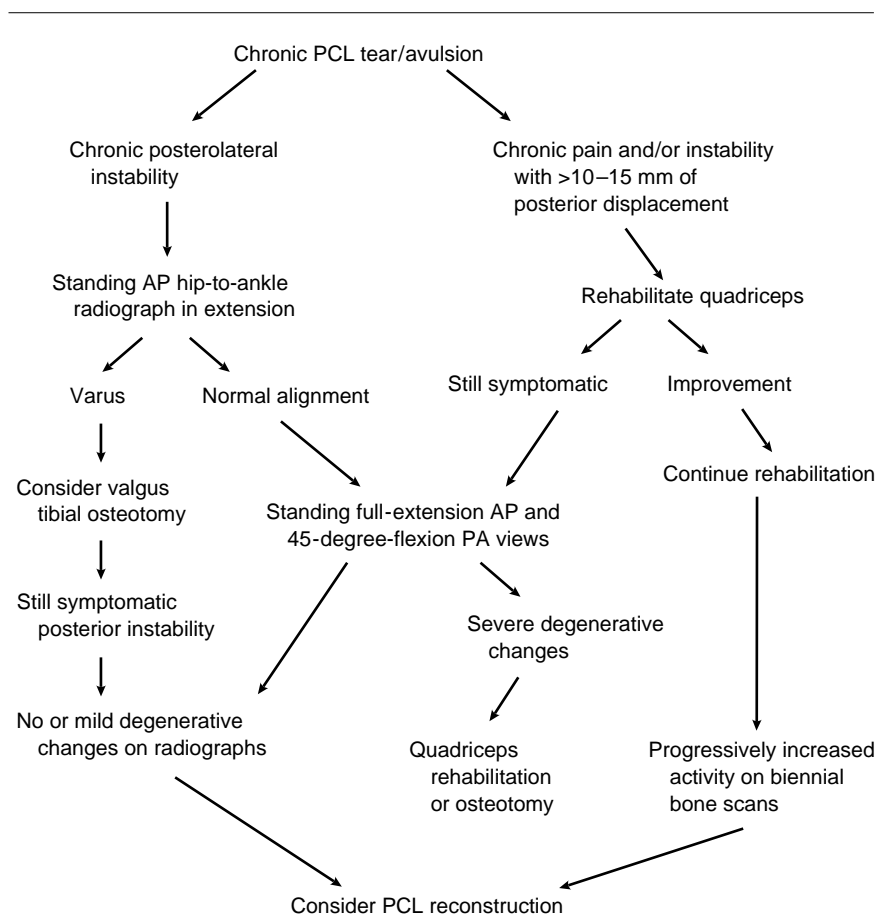 Chronic PCL tear/avulsion
Chronic posterolateral
instability
Chronic pain and/or instability
with >10–15 mm of
posterior displacement
Standing AP hip-to-ankle
radiograph in extension
Rehabilitate quadriceps
Varus
Normal alignment
Still symptomatic
Improvement
Consider valgus
tibial osteotomy
Standing full-extension AP and
45-degree-flexion PA views
Continue rehabilitation
Still symptomatic
posterior instability
Severe degenerative
changes
No or mild degenerative
changes on radiographs
Quadriceps
rehabilitation
or osteotomy
Progressively increased
activity on biennial
bone scans
Consider PCL reconstruction